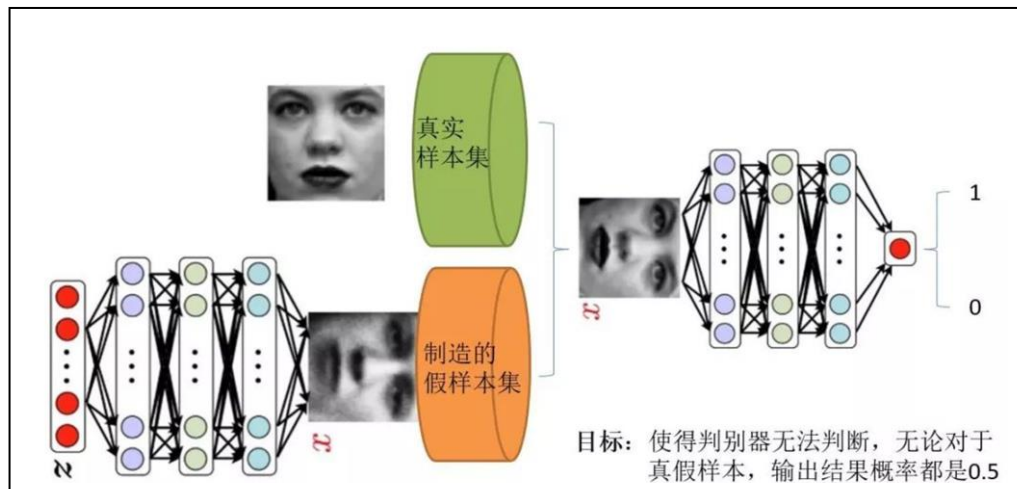 真实
样本集
制造的
假样本集
z
x
x
1
0
目标：使得判别器无法判断，无论对于
真假样本，输出结果概率都是0.5